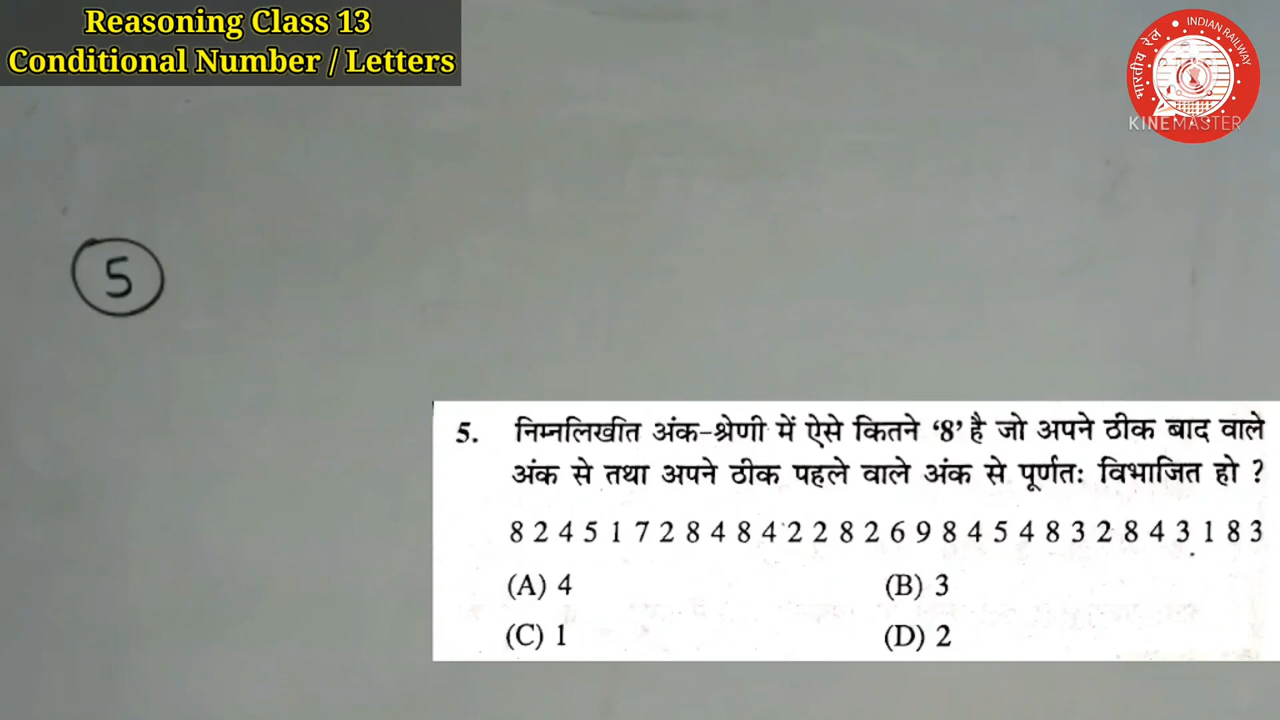 Reasoning Class 13
Conditional Number / Letters
भारतीय रेल
INDIAN RAILWAY
KINEMASTER
5
5. निम्नलिखीत अंक-श्रेणी में ऐसे कितने ‘8’ है जो अपने ठीक बाद वाले
अंक से तथा अपने ठीक पहले वाले अंक से पूर्णतः विभाजित हो ?
8 2 4 5 1 7 2 8 4 8 4 2 2 8 2 6 9 8 4 5 4 8 3 2 8 4 3 1 8 3
(A) 4 (B) 3
(C) 1 (D) 2